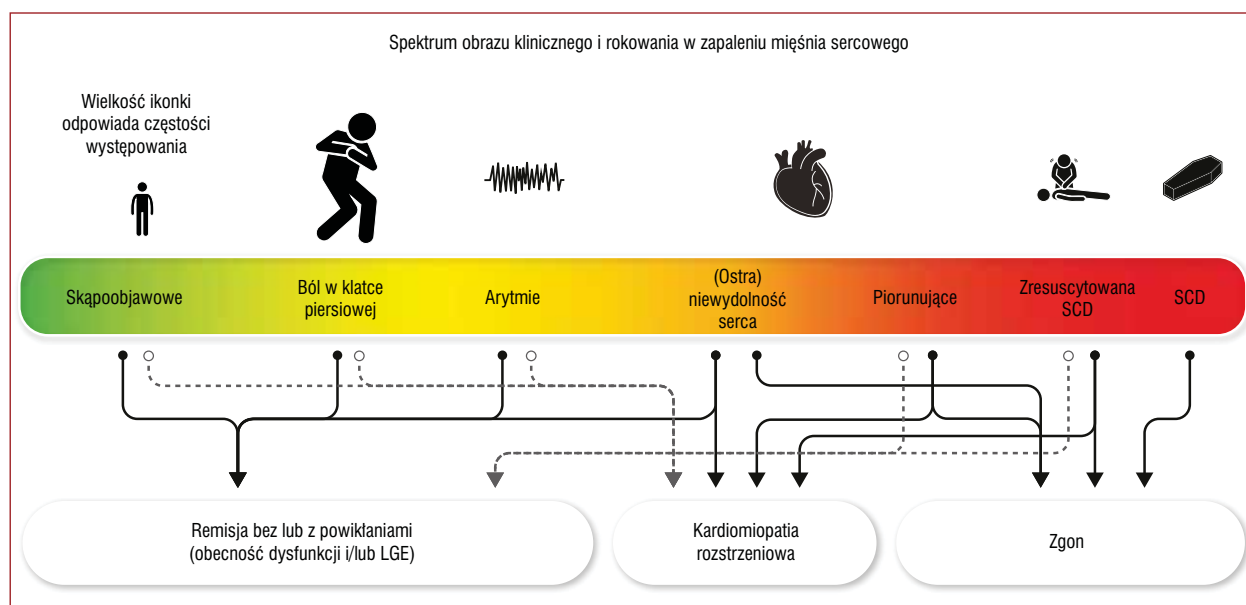 Spektrum obrazu klinicznego i rokowania w zapaleniu mięśnia sercowego
Wielkość ikonki
odpowiada częstości
występowania
Skąpoobjawowe
Ból w klatce
piersiowej
Arytmie
(Ostra)
niewydolność
serca
Piorunujące
Zresuscytowana
SCD
SCD
Remisja bez lub z powikłaniami
(obecność dysfunkcji i/lub LGE)
Kardiomiopatia
rozstrzeniowa
Zgon